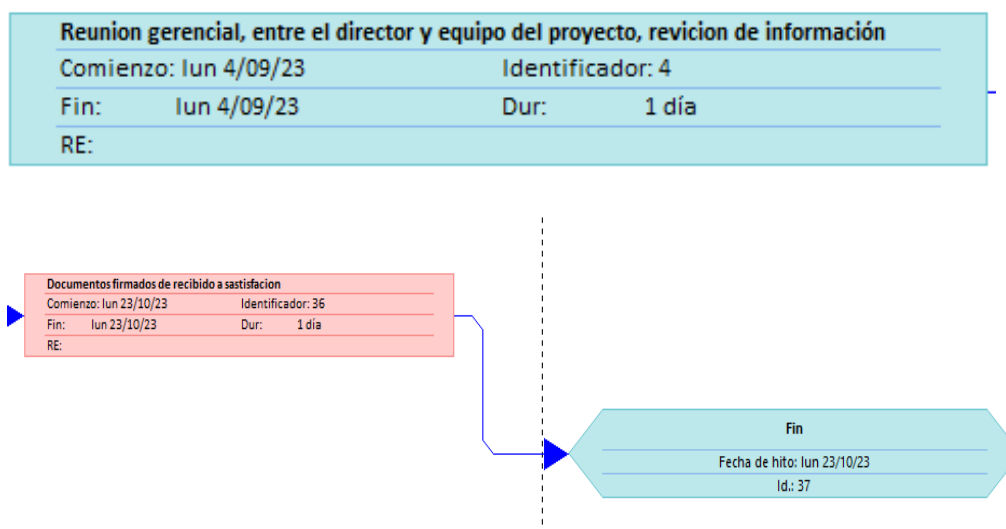 Reunion gerencial, entre el director y equipo del proyecto, revicion de información
Comienzo: lun 4/09/23 Identificador: 4
Fin: lun 4/09/23 Dur: 1 día
RE:
Documentos firmados de recibido a sastisfacion
Comienzo: lun 23/10/23 Identificador: 36
Fin: lun 23/10/23 Dur: 1 día
RE:
Fin
Fecha de hito: lun 23/10/23
Id.: 37